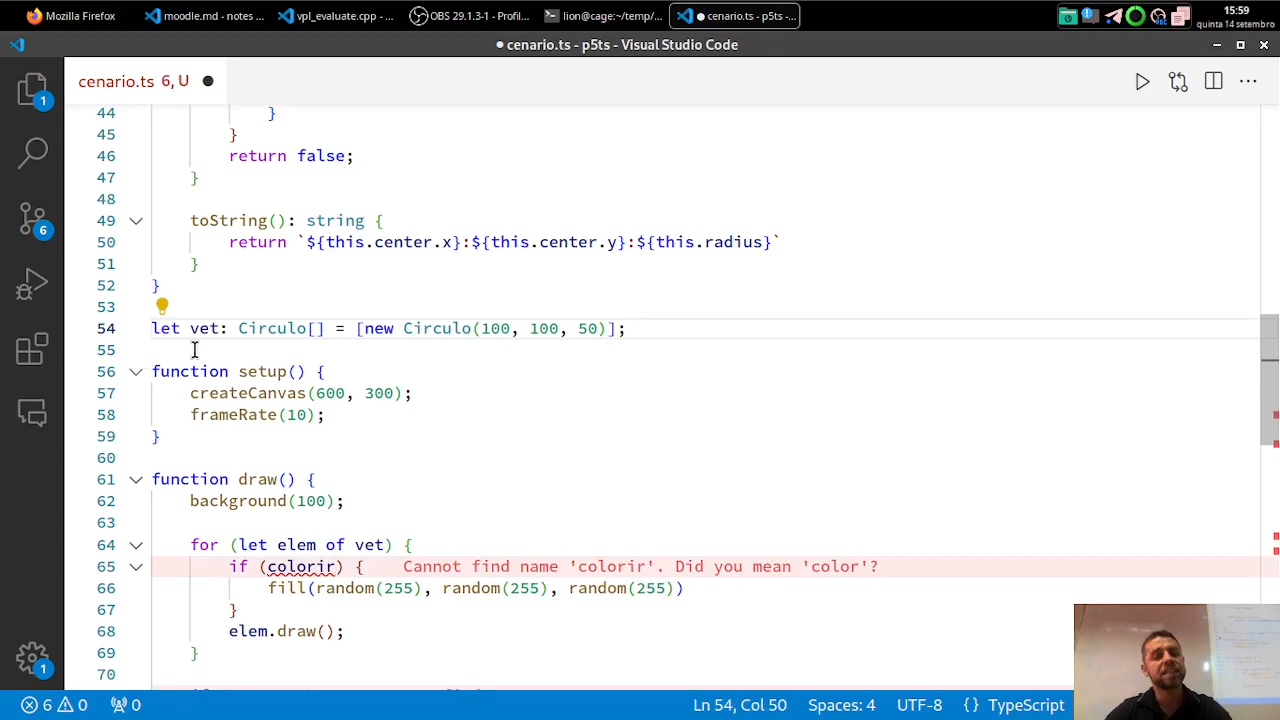 Mozilla Firefox
moodle.md - notes ...
vpl_evaluate.cpp - ...
OBS 29.1.3-1 - Profil...
lion@cage:~/temp/...
cenario.ts - p5ts -...
15:59
quinta 14 setembro
cenario.ts - p5ts - Visual Studio Code
cenario.ts 6, U
44 }
45 }
46 return false;
47 }
48
49 toString(): string {
50 return `${this.center.x}:${this.center.y}:${this.radius}`
51 }
52 }
53
54 let vet: Circulo[] = [new Circulo(100, 100, 50)];
55
56 function setup() {
57 createCanvas(600, 300);
58 frameRate(10);
59 }
60
61 function draw() {
62 background(100);
63
64 for (let elem of vet) {
65 if (colorir) { Cannot find name 'colorir'. Did you mean 'color'?
66 fill(random(255), random(255), random(255))
67 }
68 elem.draw();
69 }
70
1
6
1
6 0
0
Ln 54, Col 50
Spaces: 4
UTF-8
{} TypeScript